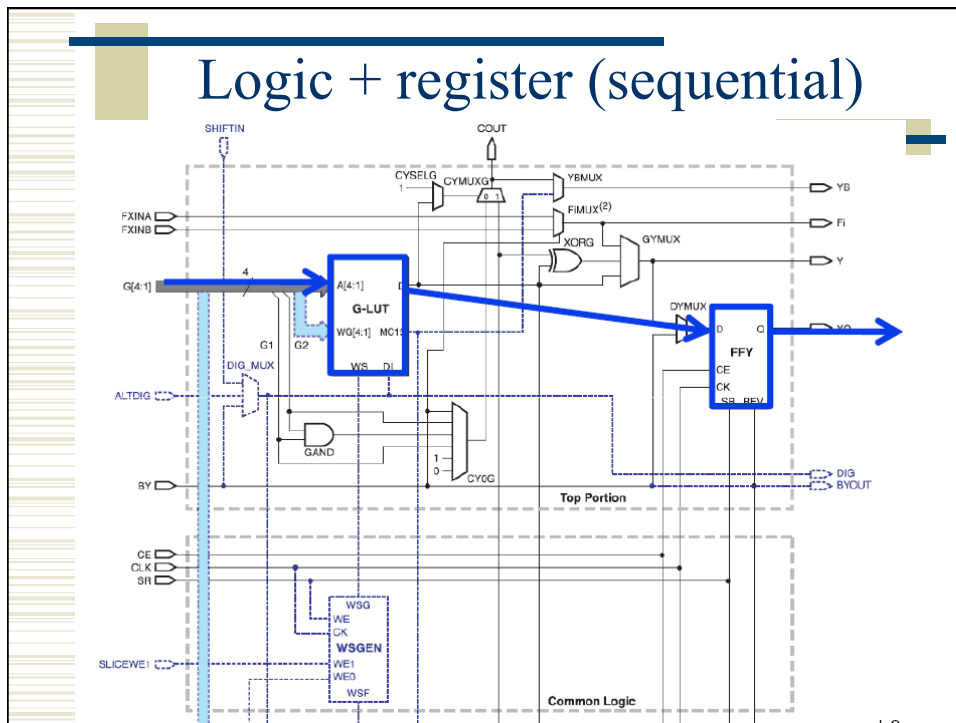 Logic + register (sequential)
SHIFTIN
COUT
CYSELG
CYMUXG
YBMUX
1
0 1
YB
FXINA
FXINB
FiMUX(2)
Fi
XORG
GYMUX
Y
4
G[4:1]
A[4:1]
G-LUT
DYMUX
WG[4:1]
MC15
D
Q
G1
G2
FFY
WS
DI
DIG_MUX
CE
CK
ALTDIG
SR REV
GAND
1
0
CY0G
DIG
BY
BYOUT
Top Portion
CE
CLK
SR
WSG
WE
CK
WSGEN
SLICEWE1
WE1
WE0
WSF
Common Logic